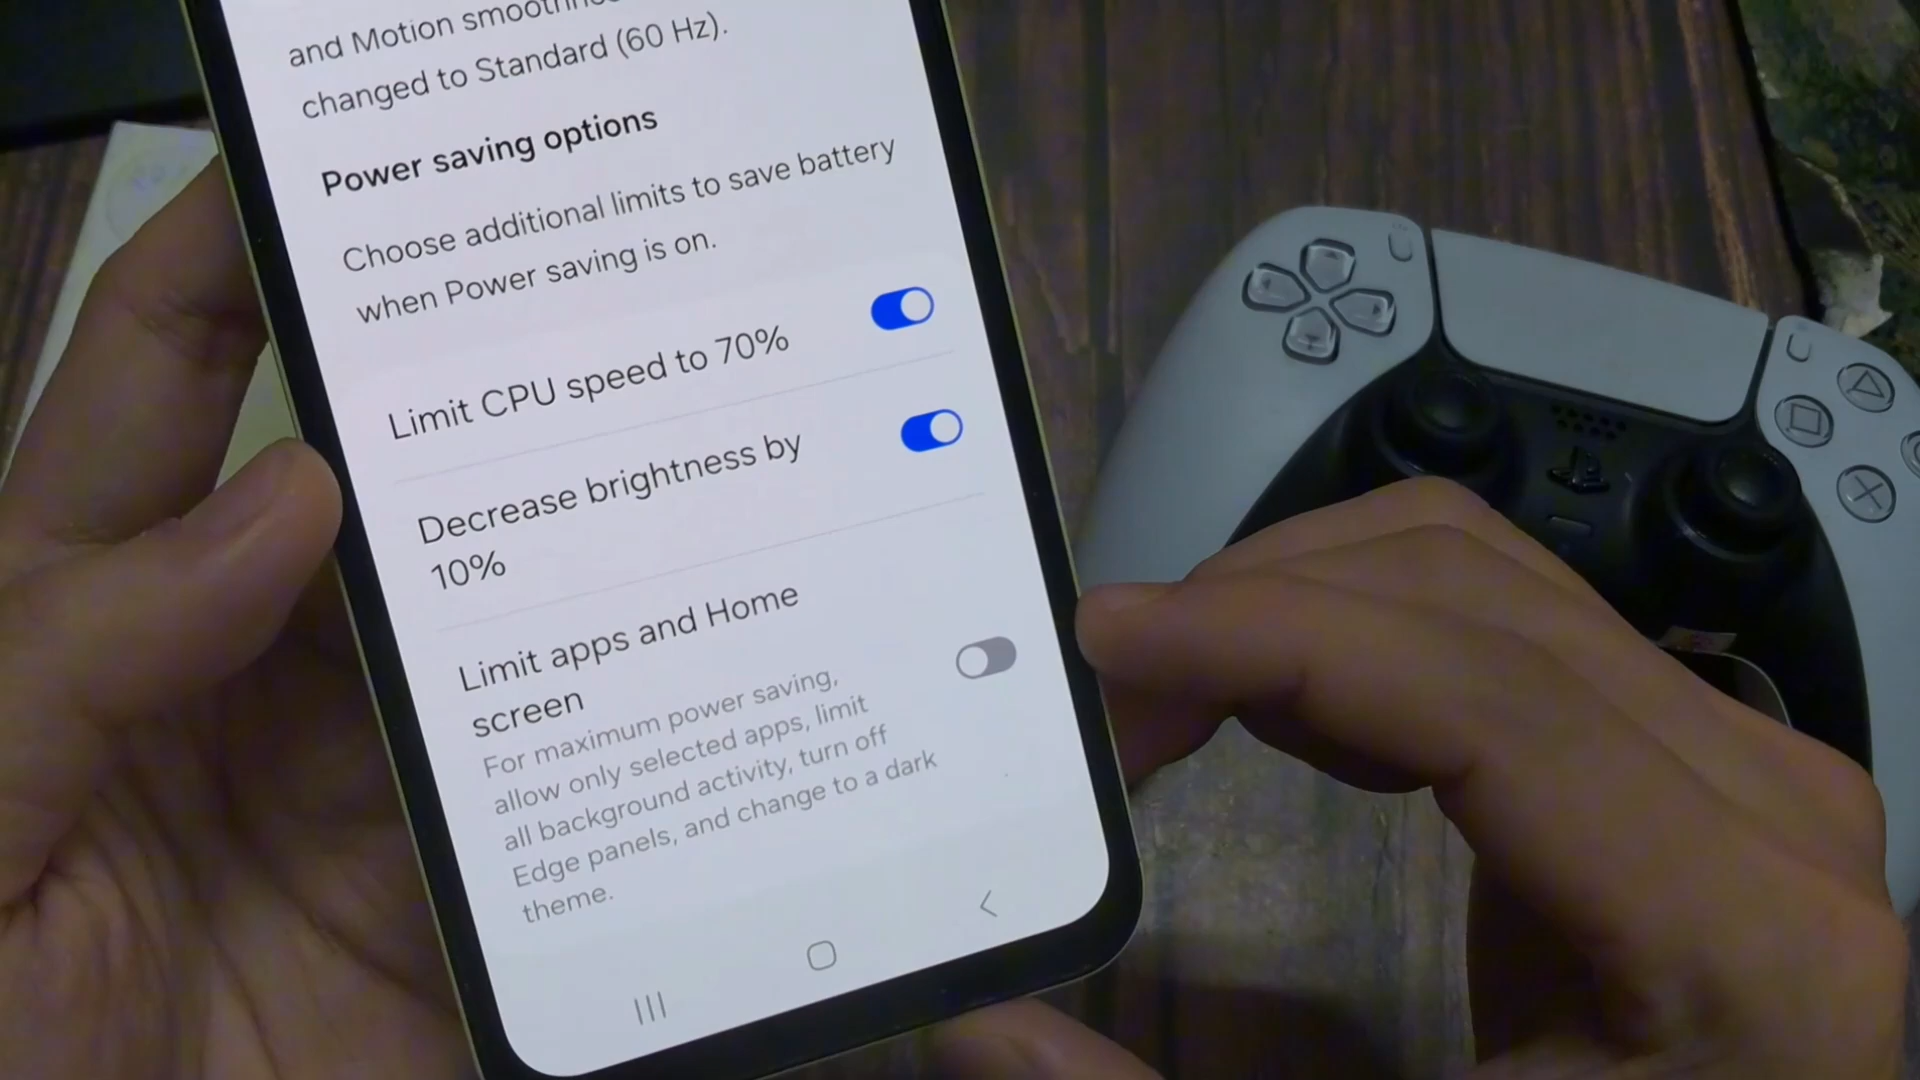 and Motion
changed to Standard (60 Hz).
Power saving options
Choose additional limits to save battery
when Power saving is on.
Limit CPU speed to 70%
Decrease brightness by
10%
Limit apps and Home
screen
For maximum power saving,
allow only selected apps, limit
all background activity, turn off
Edge panels, and change to a dark
theme.